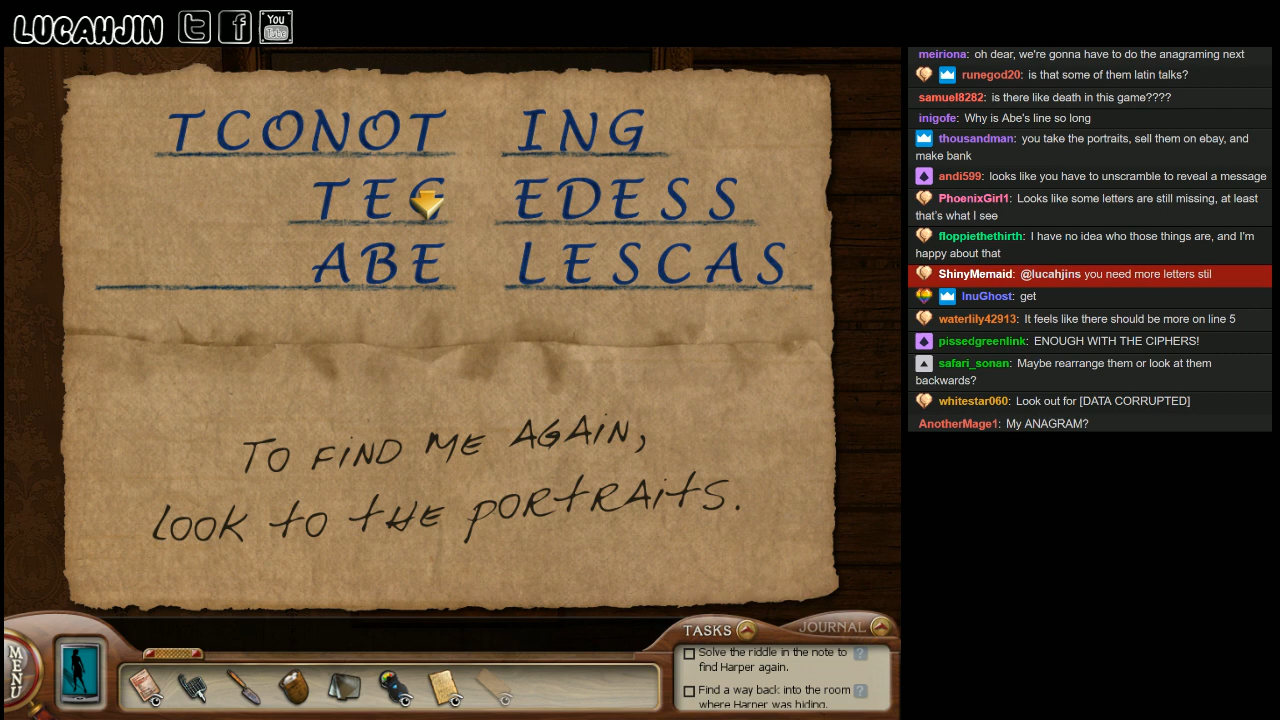 LUCAHJIN
You
Tube
TCONOT ING
TEG EDESS
ABE LESCAS
TO FIND ME AGAIN,
LOOK TO THE PORTRAITS.
MENU
TASKS
JOURNAL
Solve the riddle in the note to ?
find Harper again.
Find a way back into the room ?
where Harper was hiding.
meiriona: oh dear, we're gonna have to do the anagraming next
runegod20: is that some of them latin talks?
samuel8282: is there like death in this game????
inigofe: Why is Abe's line so long
thousandman: you take the portraits, sell them on ebay, and
make bank
andi599: looks like you have to unscramble to reveal a message
PhoenixGirl1: Looks like some letters are still missing, at least
that's what I see
floppiethethirth: I have no idea who those things are, and I'm
happy about that
ShinyMemaid: @lucahjins you need more letters stil
InuGhost: get
waterlily42913: It feels like there should be more on line 5
pissedgreenlink: ENOUGH WITH THE CIPHERS!
safari_sonan: Maybe rearrange them or look at them
backwards?
whitestar060: Look out for [DATA CORRUPTED]
AnotherMage1: My ANAGRAM?